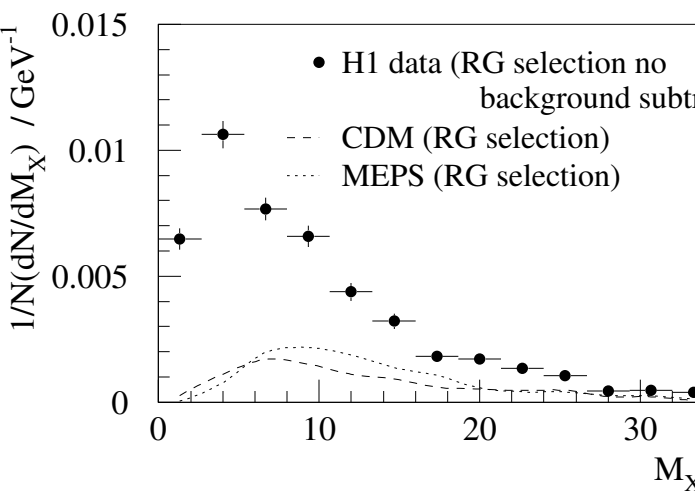 0.015
0.01
0.005
0
1/N(dN/dM_X) / GeV^-1
H1 data (RG selection no
background subtr
CDM (RG selection)
MEPS (RG selection)
0 10 20 30
M_X